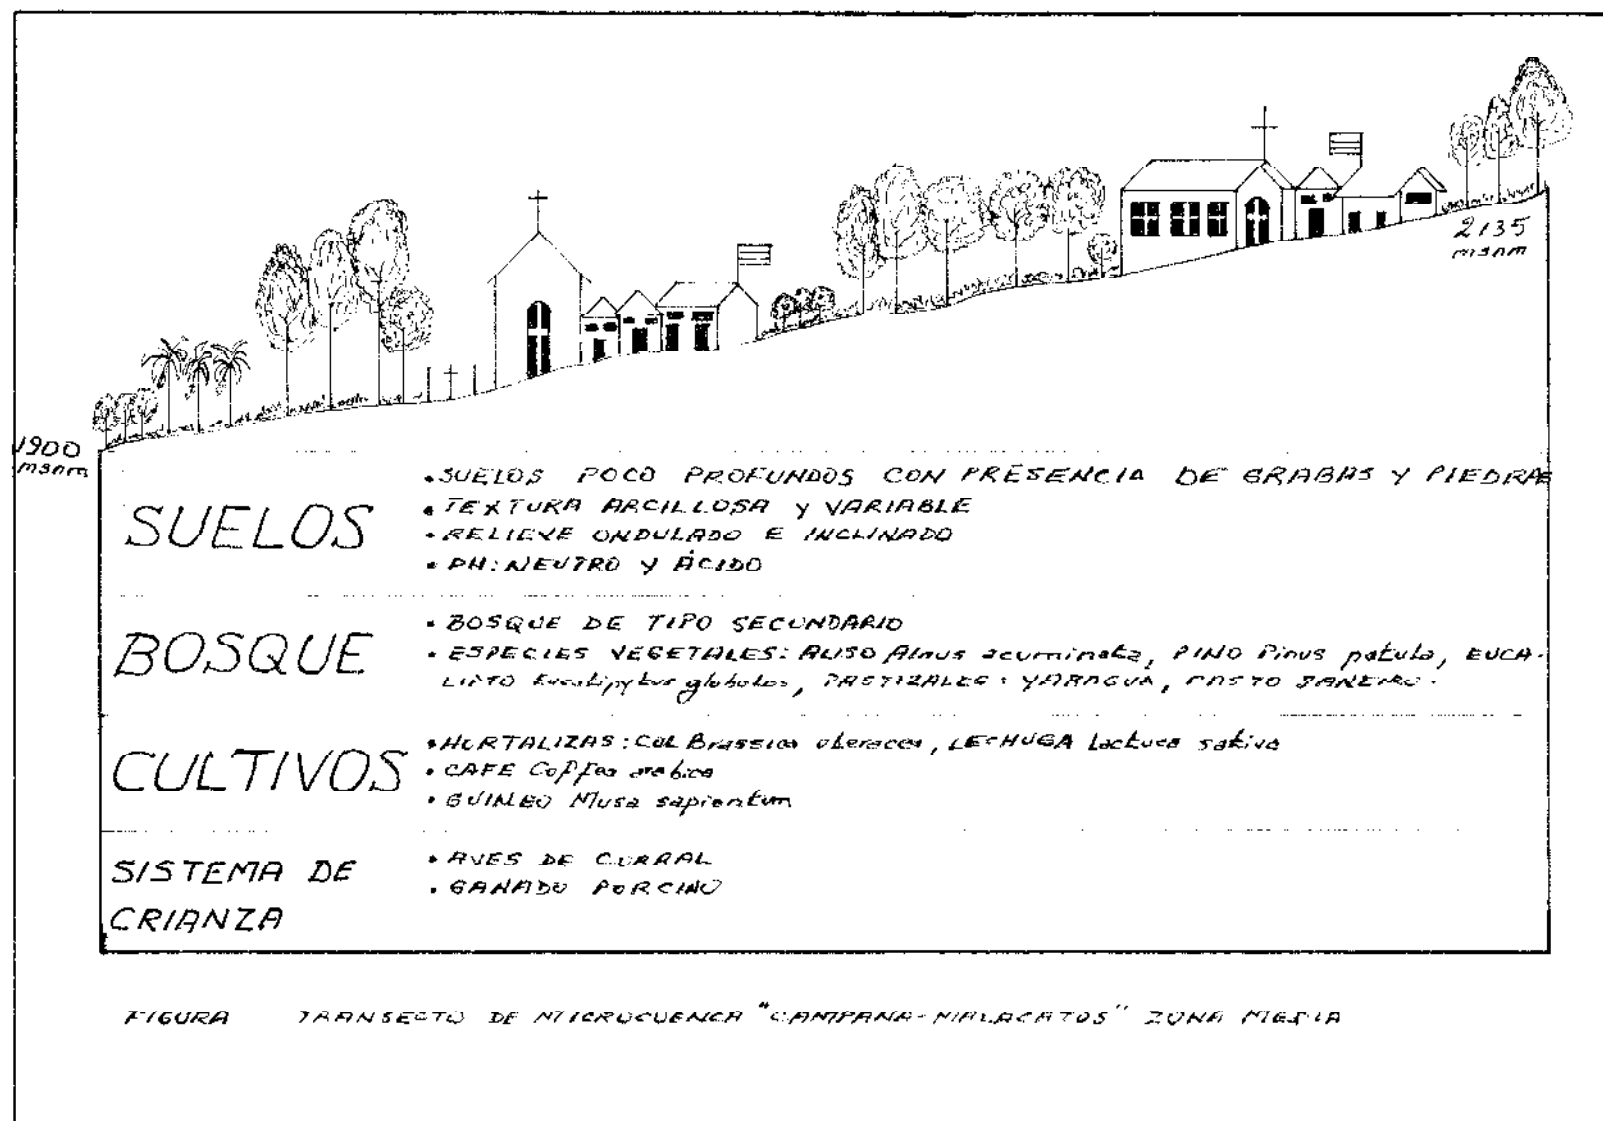 2135
msnm
1900
msnm
SUELOS
• SUELOS POCO PROFUNDOS CON PRESENCIA DE GRABAS Y PIEDRAS
• TEXTURA ARCILLOSA Y VARIABLE
• RELIEVE ONDULADO E INCLINADO
• PH: NEUTRO Y ÁCIDO
BOSQUE
• BOSQUE DE TIPO SECUNDARIO
• ESPECIES VEGETALES: ALISO Alnus acuminata, PINO Pinus patula, EUCA-
LIPTO globulos, PASTIZALES: YARAGUA, PASTO JANEIRO.
CULTIVOS
• HORTALIZAS: COL Brassica oleracea, LECHUGA Lactuca sativa
• CAFE Coffea arabica
• GUINEO Musa sapientum
SISTEMA DE
CRIANZA
• AVES DE CORRAL
• GANADO PORCINO
FIGURA TRANSECTO DE MICROCUENCA "CAMPANA-MALACATOS" ZONA MEDIA